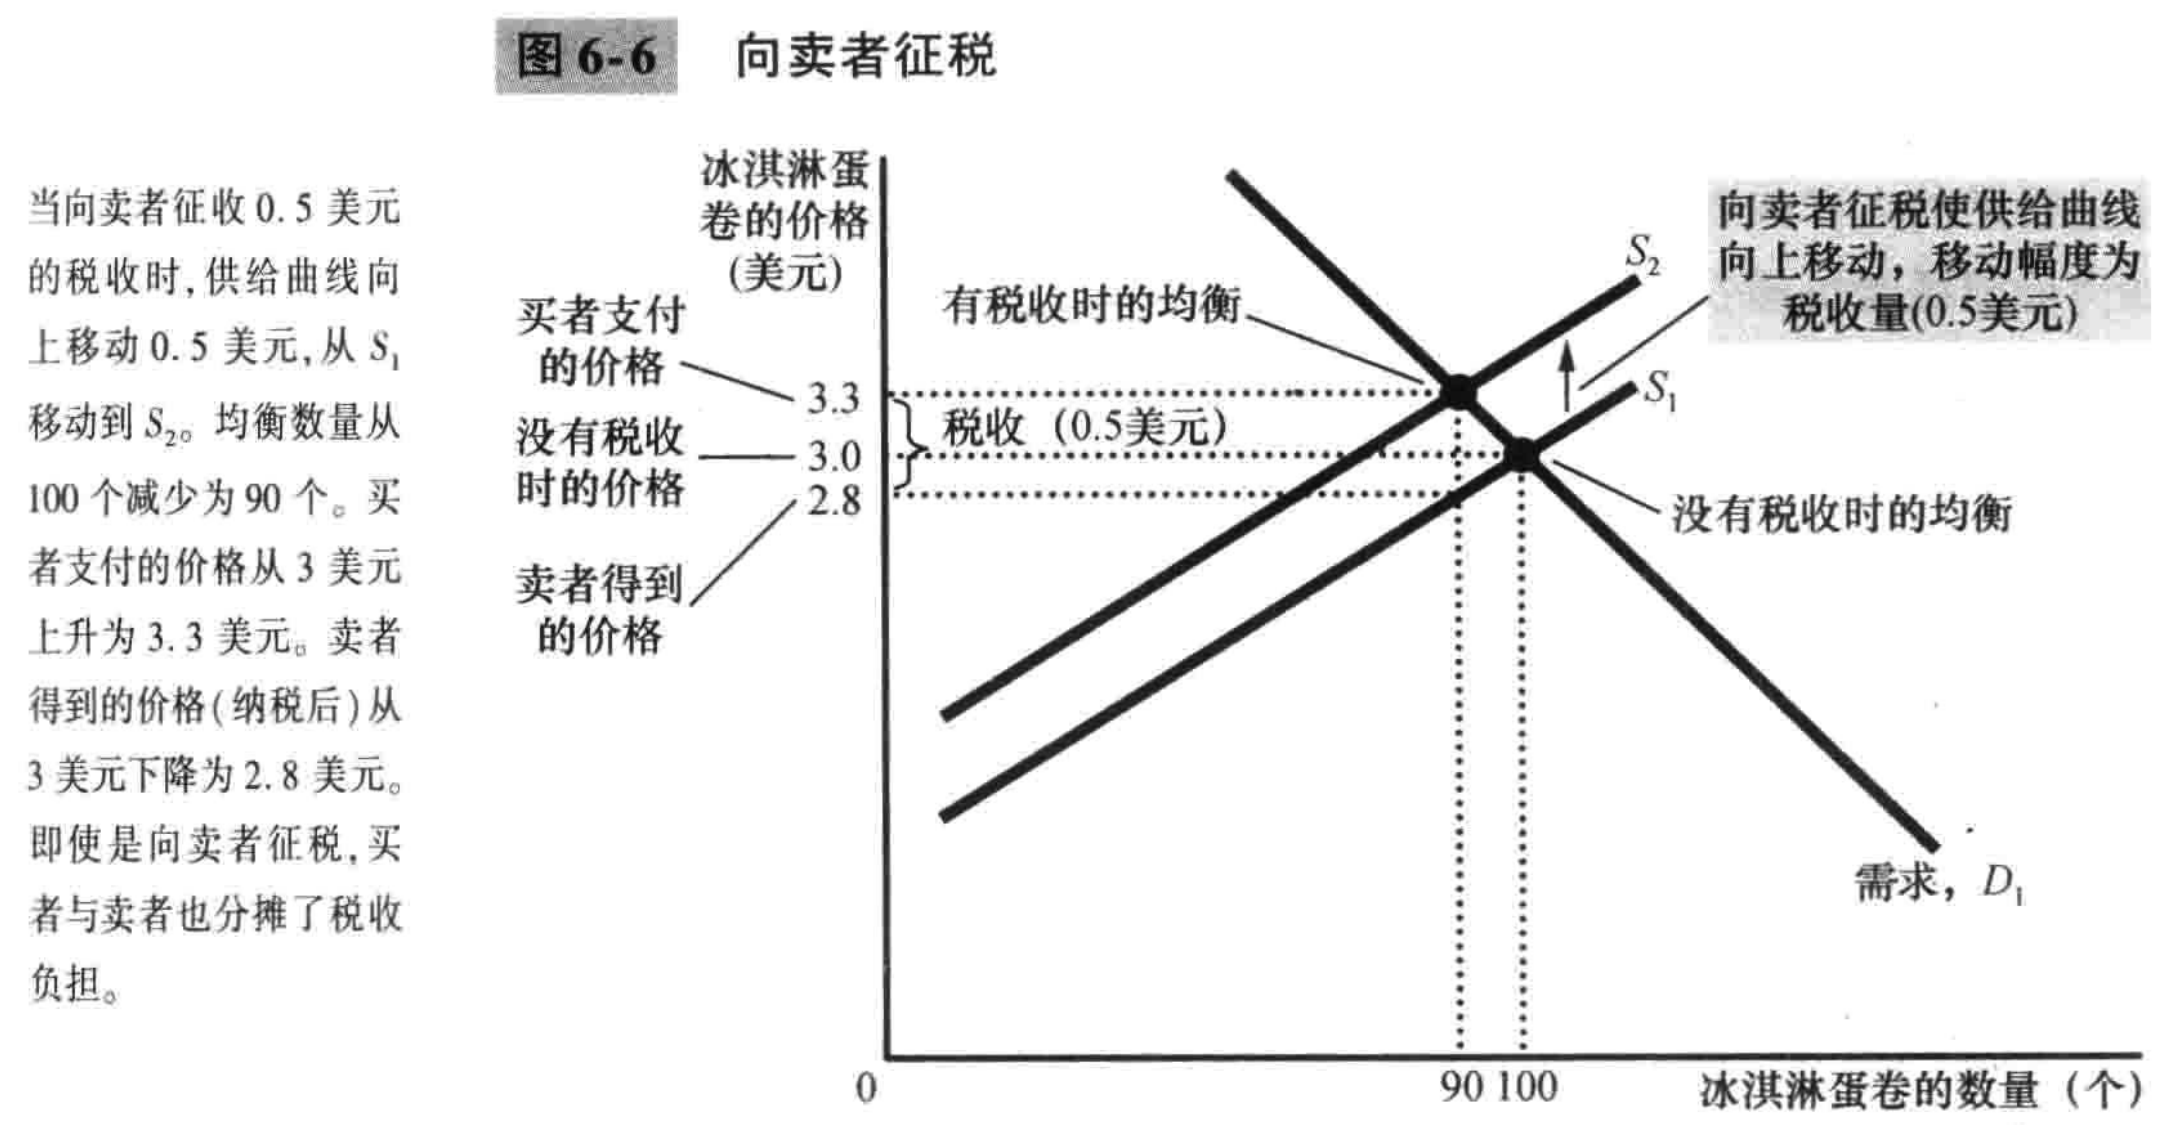 图 6-6 向卖者征税
当向卖者征收 0.5 美元
的税收时,供给曲线向
上移动 0.5 美元,从 S₁
移动到 S₂。均衡数量从
100 个减少为 90 个。买
者支付的价格从 3 美元
上升为 3.3 美元。卖者
得到的价格(纳税后)从
3 美元下降为 2.8 美元。
即使是向卖者征税,买
者与卖者也分摊了税收
负担。
冰淇淋蛋
卷的价格
(美元)
买者支付
的价格
没有税收
时的价格
卖者得到
的价格
3.3
3.0
2.8
有税收时的均衡
税收（0.5美元）
S₂
S₁
向卖者征税使供给曲线
向上移动，移动幅度为
税收量(0.5美元)
没有税收时的均衡
需求，D₁
0
90 100
冰淇淋蛋卷的数量（个）